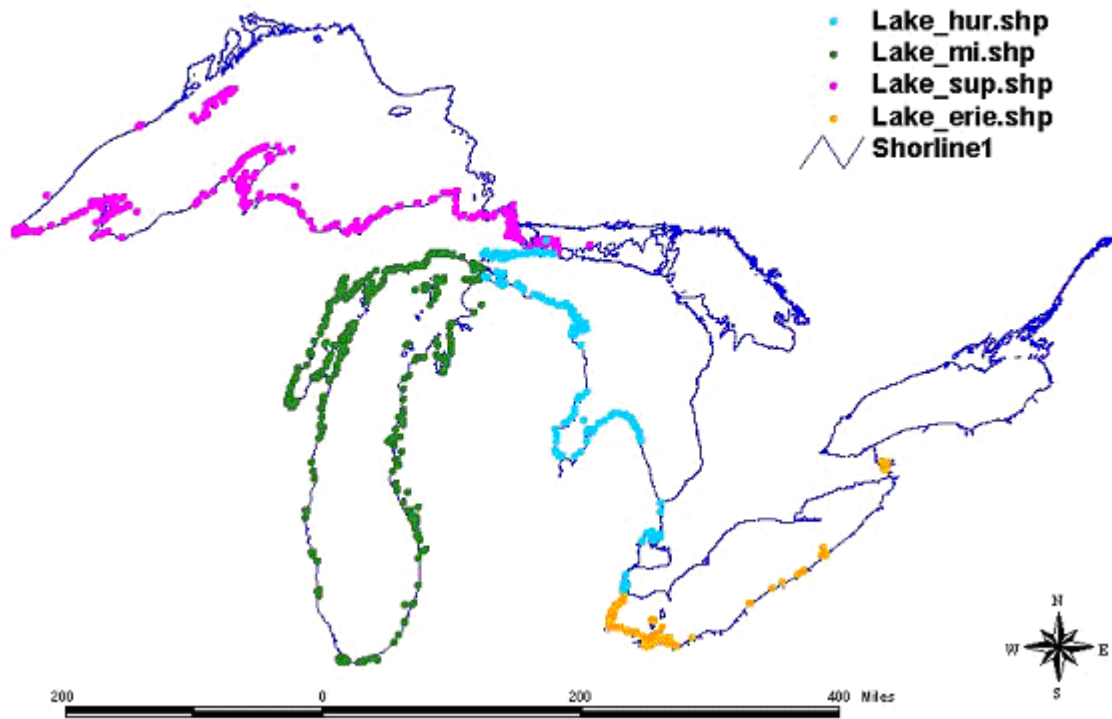 Lake_hur.shp
Lake_mi.shp
Lake_sup.shp
Lake_erie.shp
Shorline1
N
W E
S
200 0 200 400 Miles